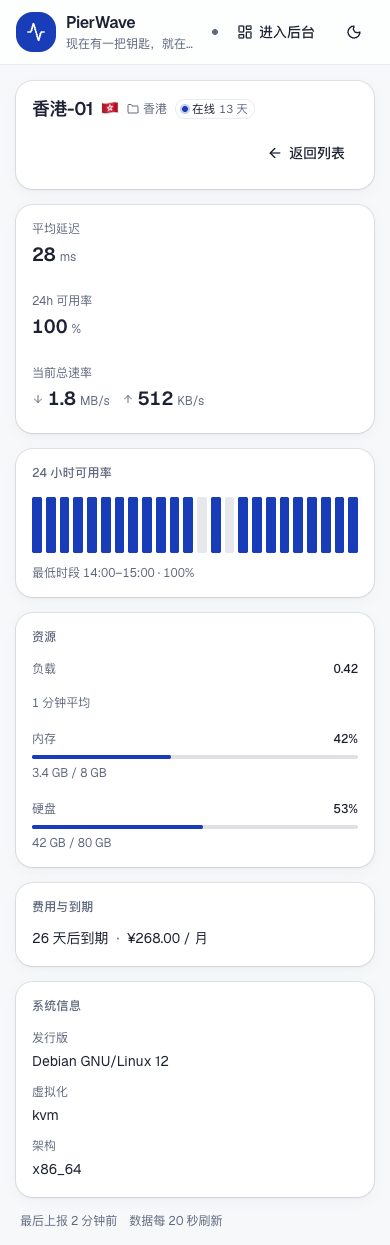 PierWave
现在有一把钥匙，就在…
进入后台
香港-01 🇭🇰 香港 在线 13 天
返回列表
平均延迟
28 ms
24h 可用率
100 %
当前总速率
↓ 1.8 MB/s ↑ 512 KB/s
24 小时可用率
最低时段 14:00–15:00 · 100%
资源
负载 0.42
1 分钟平均
内存 42%
3.4 GB / 8 GB
硬盘 53%
42 GB / 80 GB
费用与到期
26 天后到期 · ¥268.00 / 月
系统信息
发行版
Debian GNU/Linux 12
虚拟化
kvm
架构
x86_64
最后上报 2 分钟前 数据每 20 秒刷新